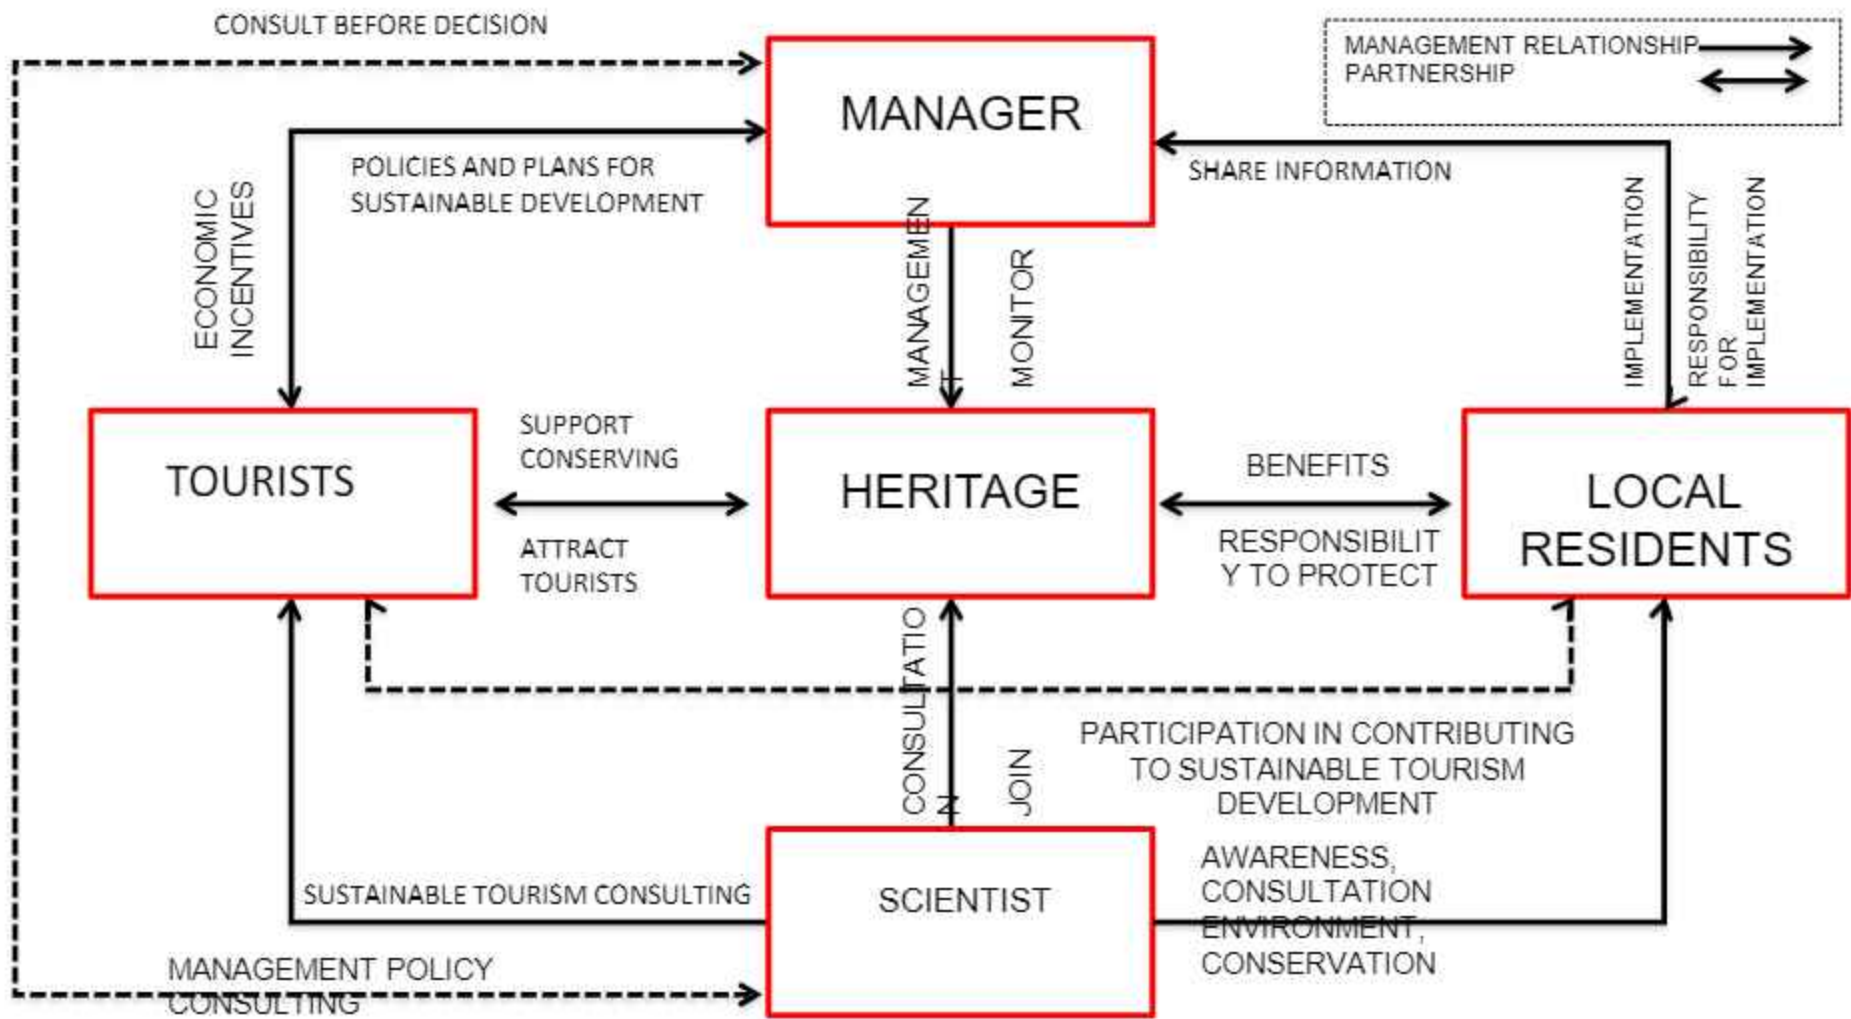 CONSULT BEFORE DECISION
MANAGER
MANAGEMENT RELATIONSHIP
PARTNERSHIP
POLICIES AND PLANS FOR
SUSTAINABLE DEVELOPMENT
SHARE INFORMATION
ECONOMIC
INCENTIVES
MANAGEMEN
T
MONITOR
IMPLEMENTATION
RESPONSIBILITY
FOR
IMPLEMENTATION
TOURISTS
SUPPORT
CONSERVING
ATTRACT
TOURISTS
HERITAGE
BENEFITS
RESPONSIBILIT
Y TO PROTECT
LOCAL
RESIDENTS
CONSULTATIO
N
JOIN
PARTICIPATION IN CONTRIBUTING
TO SUSTAINABLE TOURISM
DEVELOPMENT
SUSTAINABLE TOURISM CONSULTING
SCIENTIST
AWARENESS,
CONSULTATION
ENVIRONMENT,
CONSERVATION
MANAGEMENT POLICY
CONSULTING